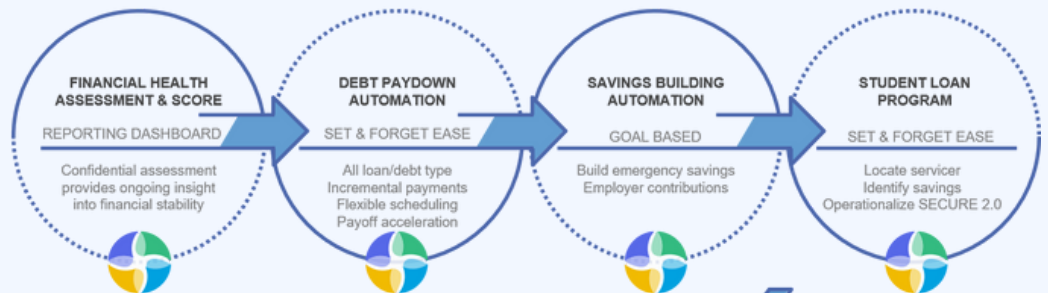 FINANCIAL HEALTH
ASSESSMENT & SCORE
REPORTING DASHBOARD
Confidential assessment
provides ongoing insight
into financial stability
DEBT PAYDOWN
AUTOMATION
SET & FORGET EASE
All loan/debt type
Incremental payments
Flexible scheduling
Payoff acceleration
SAVINGS BUILDING
AUTOMATION
GOAL BASED
Build emergency savings
Employer contributions
STUDENT LOAN
PROGRAM
SET & FORGET EASE
Locate servicer
Identify savings
Operationalize SECURE 2.0